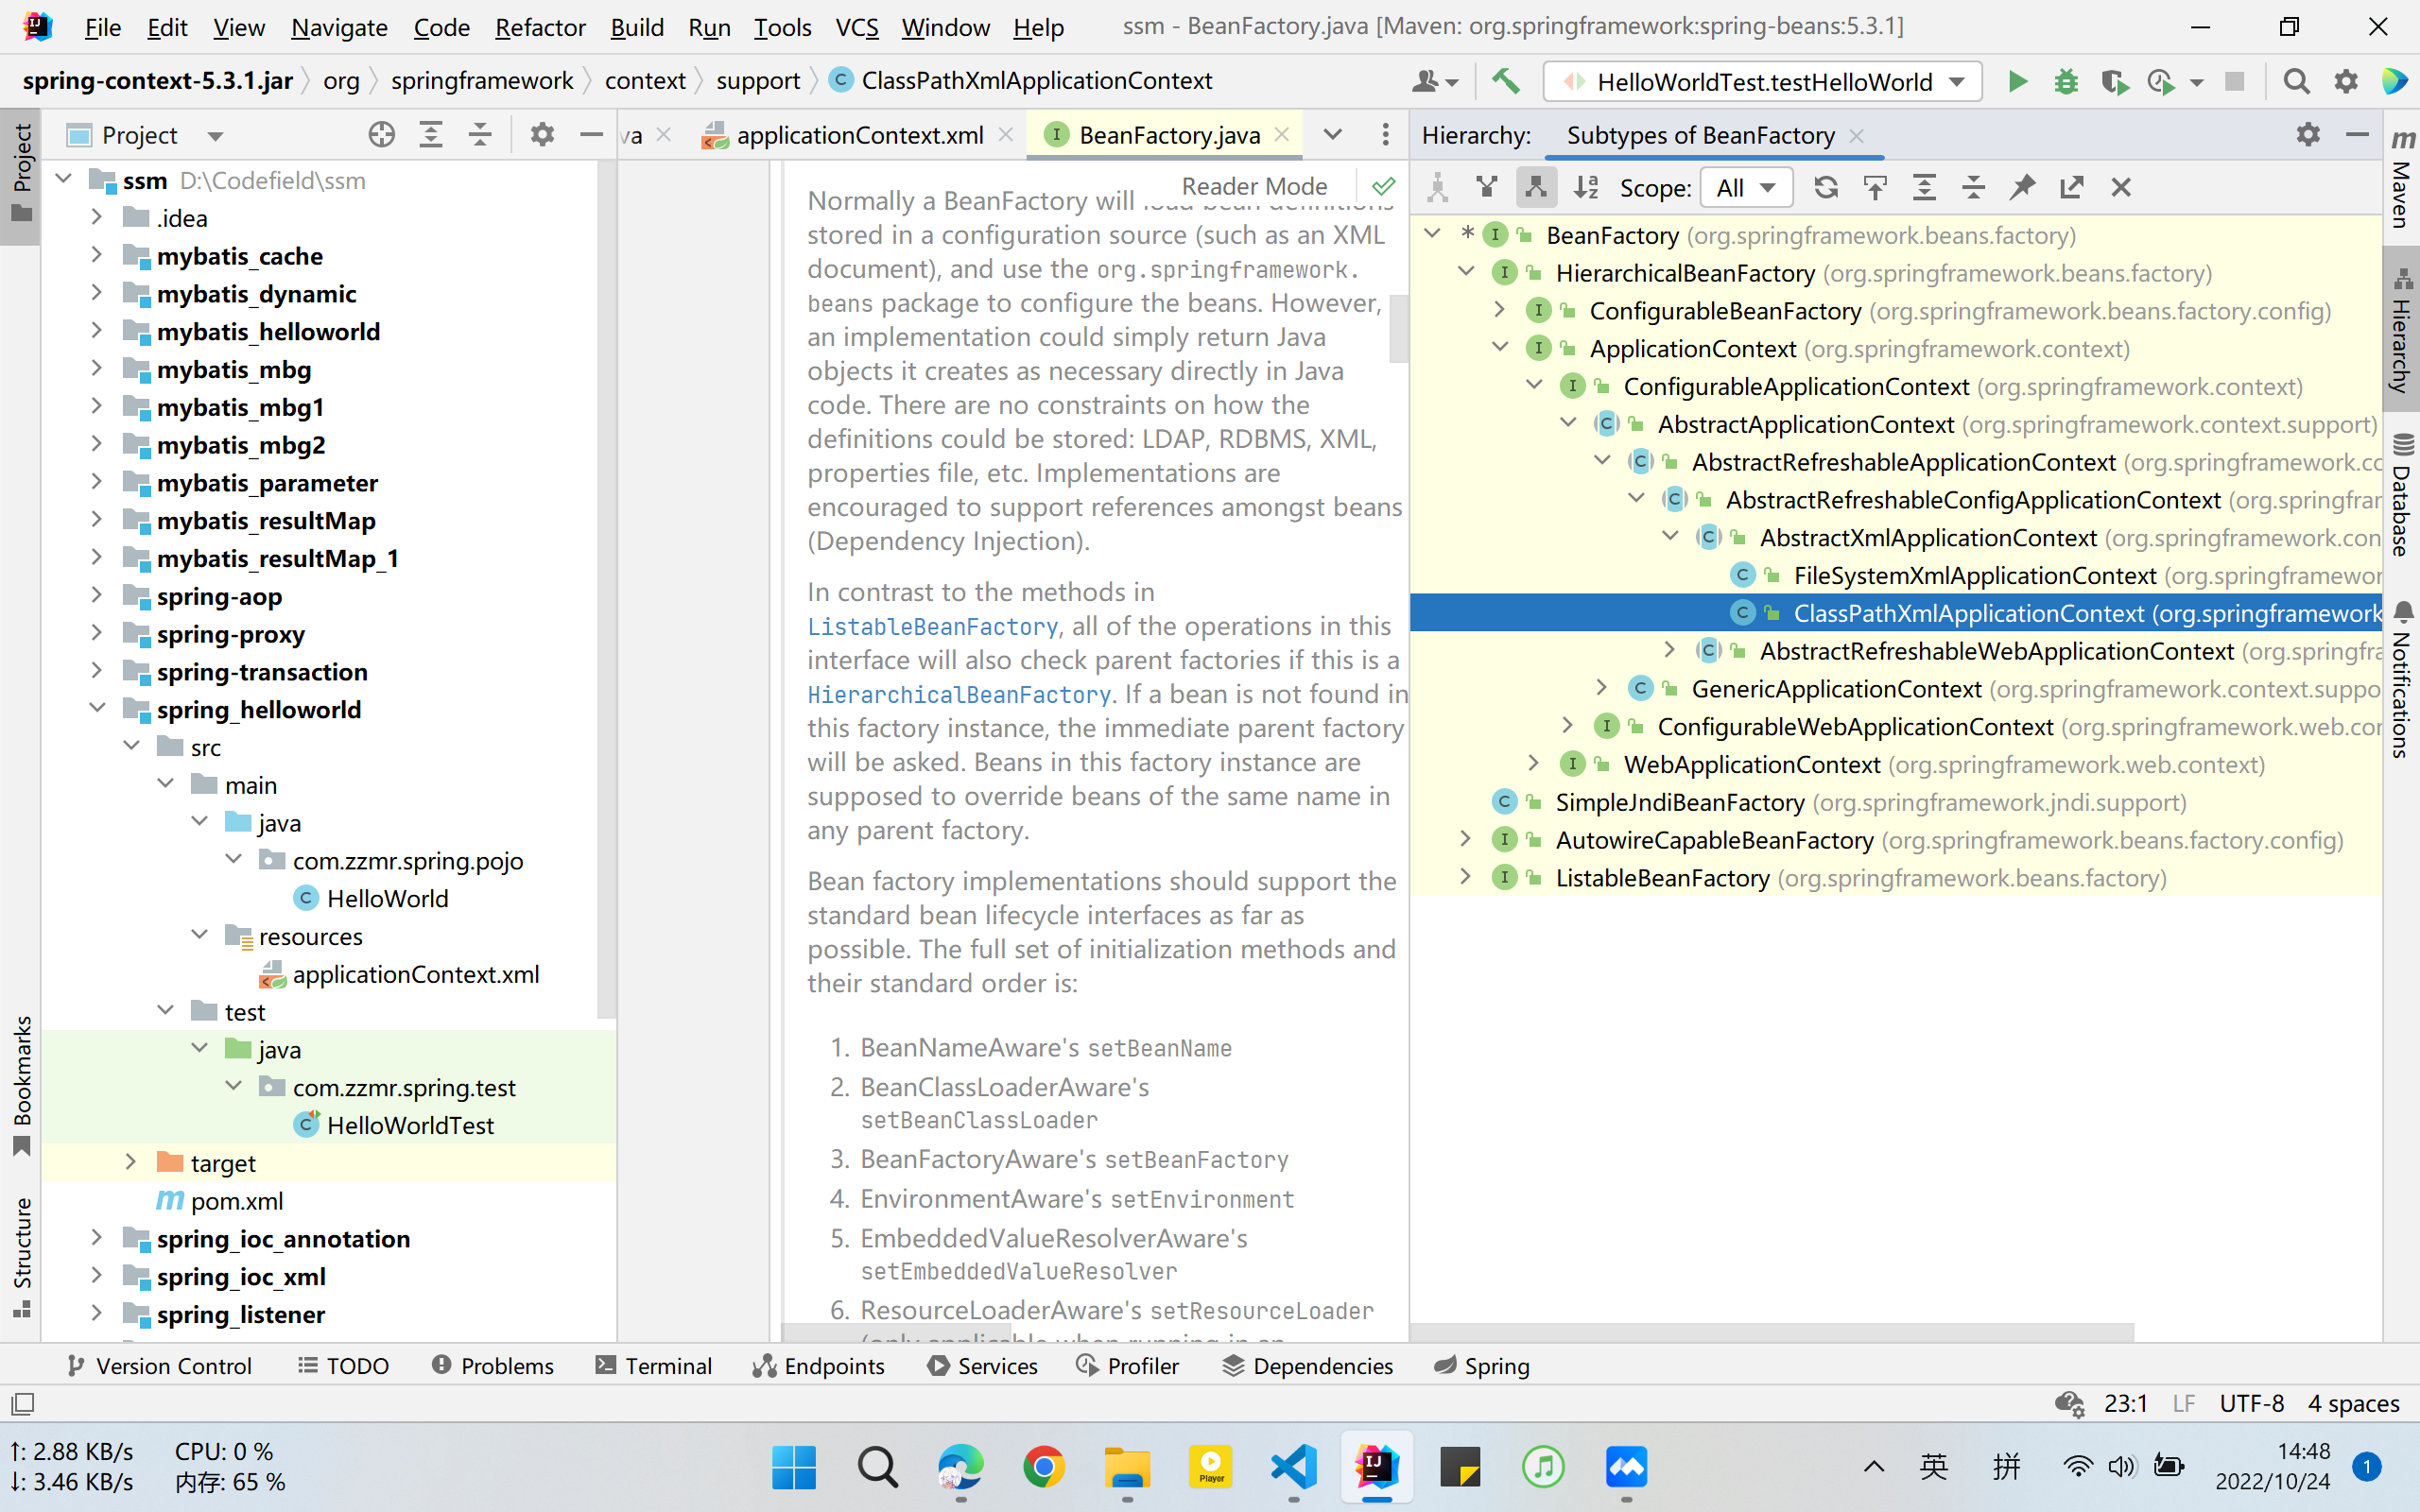 File Edit View Navigate Code Refactor Build Run Tools VCS Window Help ssm - BeanFactory.java [Maven: org.springframework:spring-beans:5.3.1]
spring-context-5.3.1.jar org springframework context support ClassPathXmlApplicationContext HelloWorldTest.testHelloWorld
Project
Project
ssm D:\Codefield\ssm
.idea
mybatis_cache
mybatis_dynamic
mybatis_helloworld
mybatis_mbg
mybatis_mbg1
mybatis_mbg2
mybatis_parameter
mybatis_resultMap
mybatis_resultMap_1
spring-aop
spring-proxy
spring-transaction
spring_helloworld
src
main
java
com.zzmr.spring.pojo
HelloWorld
resources
applicationContext.xml
test
java
com.zzmr.spring.test
HelloWorldTest
target
pom.xml
spring_ioc_annotation
spring_ioc_xml
spring_listener
Bookmarks
Structure
va applicationContext.xml BeanFactory.java
Reader Mode
Normally a BeanFactory will load bean definitions
stored in a configuration source (such as an XML
document), and use the org.springframework.
beans package to configure the beans. However,
an implementation could simply return Java
objects it creates as necessary directly in Java
code. There are no constraints on how the
definitions could be stored: LDAP, RDBMS, XML,
properties file, etc. Implementations are
encouraged to support references amongst beans
(Dependency Injection).
In contrast to the methods in
ListableBeanFactory, all of the operations in this
interface will also check parent factories if this is a
HierarchicalBeanFactory. If a bean is not found in
this factory instance, the immediate parent factory
will be asked. Beans in this factory instance are
supposed to override beans of the same name in
any parent factory.
Bean factory implementations should support the
standard bean lifecycle interfaces as far as
possible. The full set of initialization methods and
their standard order is:
1. BeanNameAware's setBeanName
2. BeanClassLoaderAware's
setBeanClassLoader
3. BeanFactoryAware's setBeanFactory
4. EnvironmentAware's setEnvironment
5. EmbeddedValueResolverAware's
setEmbeddedValueResolver
6. ResourceLoaderAware's setResourceLoader
(only applicable when running in an
Hierarchy: Subtypes of BeanFactory
Scope: All
* BeanFactory (org.springframework.beans.factory)
HierarchicalBeanFactory (org.springframework.beans.factory)
ConfigurableBeanFactory (org.springframework.beans.factory.config)
ApplicationContext (org.springframework.context)
ConfigurableApplicationContext (org.springframework.context)
AbstractApplicationContext (org.springframework.context.support)
AbstractRefreshableApplicationContext (org.springframework.cc
AbstractRefreshableConfigApplicationContext (org.springfran
AbstractXmlApplicationContext (org.springframework.con
FileSystemXmlApplicationContext (org.springframewor
ClassPathXmlApplicationContext (org.springframework
AbstractRefreshableWebApplicationContext (org.springfra
GenericApplicationContext (org.springframework.context.suppo
ConfigurableWebApplicationContext (org.springframework.web.cor
WebApplicationContext (org.springframework.web.context)
SimpleJndiBeanFactory (org.springframework.jndi.support)
AutowireCapableBeanFactory (org.springframework.beans.factory.config)
ListableBeanFactory (org.springframework.beans.factory)
Maven
Hierarchy
Database
Notifications
Version Control TODO Problems Terminal Endpoints Services Profiler Dependencies Spring
23:1 LF UTF-8 4 spaces
↑: 2.88 KB/s CPU: 0 %
↓: 3.46 KB/s 内存: 65 %
Player
英 拼
14:48
2022/10/24
1